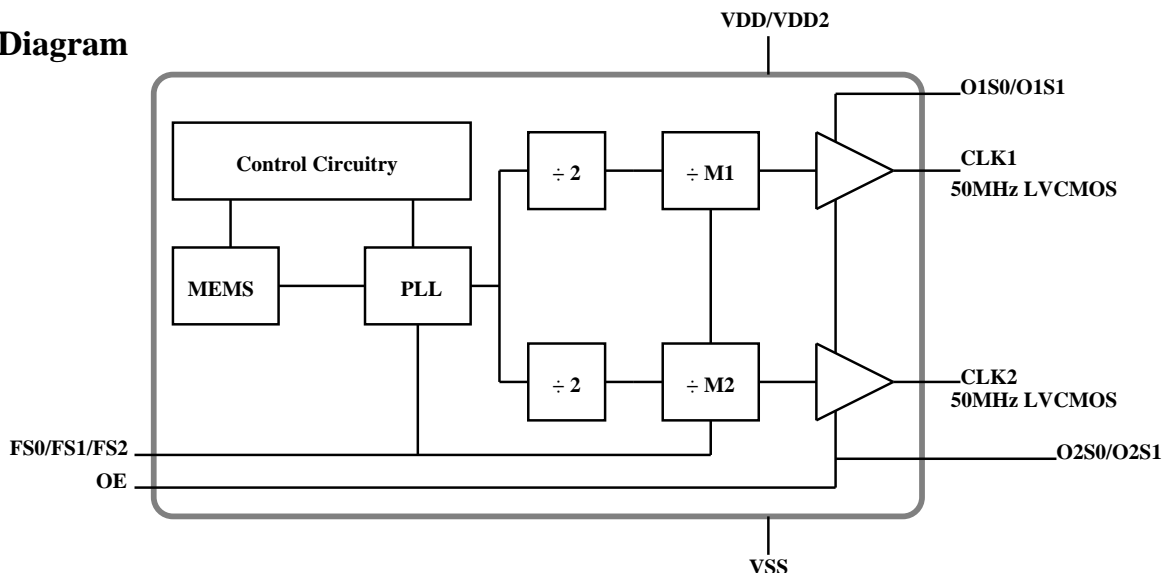 VDD/VDD2
Diagram
O1S0/O1S1
Control Circuitry
÷ 2
÷ M1
CLK1
50MHz LVCMOS
MEMS
PLL
÷ 2
÷ M2
CLK2
50MHz LVCMOS
FS0/FS1/FS2
O2S0/O2S1
OE
VSS